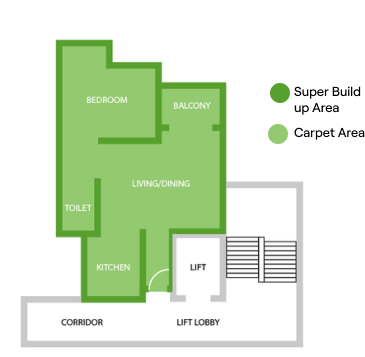 BEDROOM
BALCONY
Super Build
up Area
Carpet Area
LIVING/DINING
TOILET
KITCHEN
LIFT
CORRIDOR
LIFT LOBBY